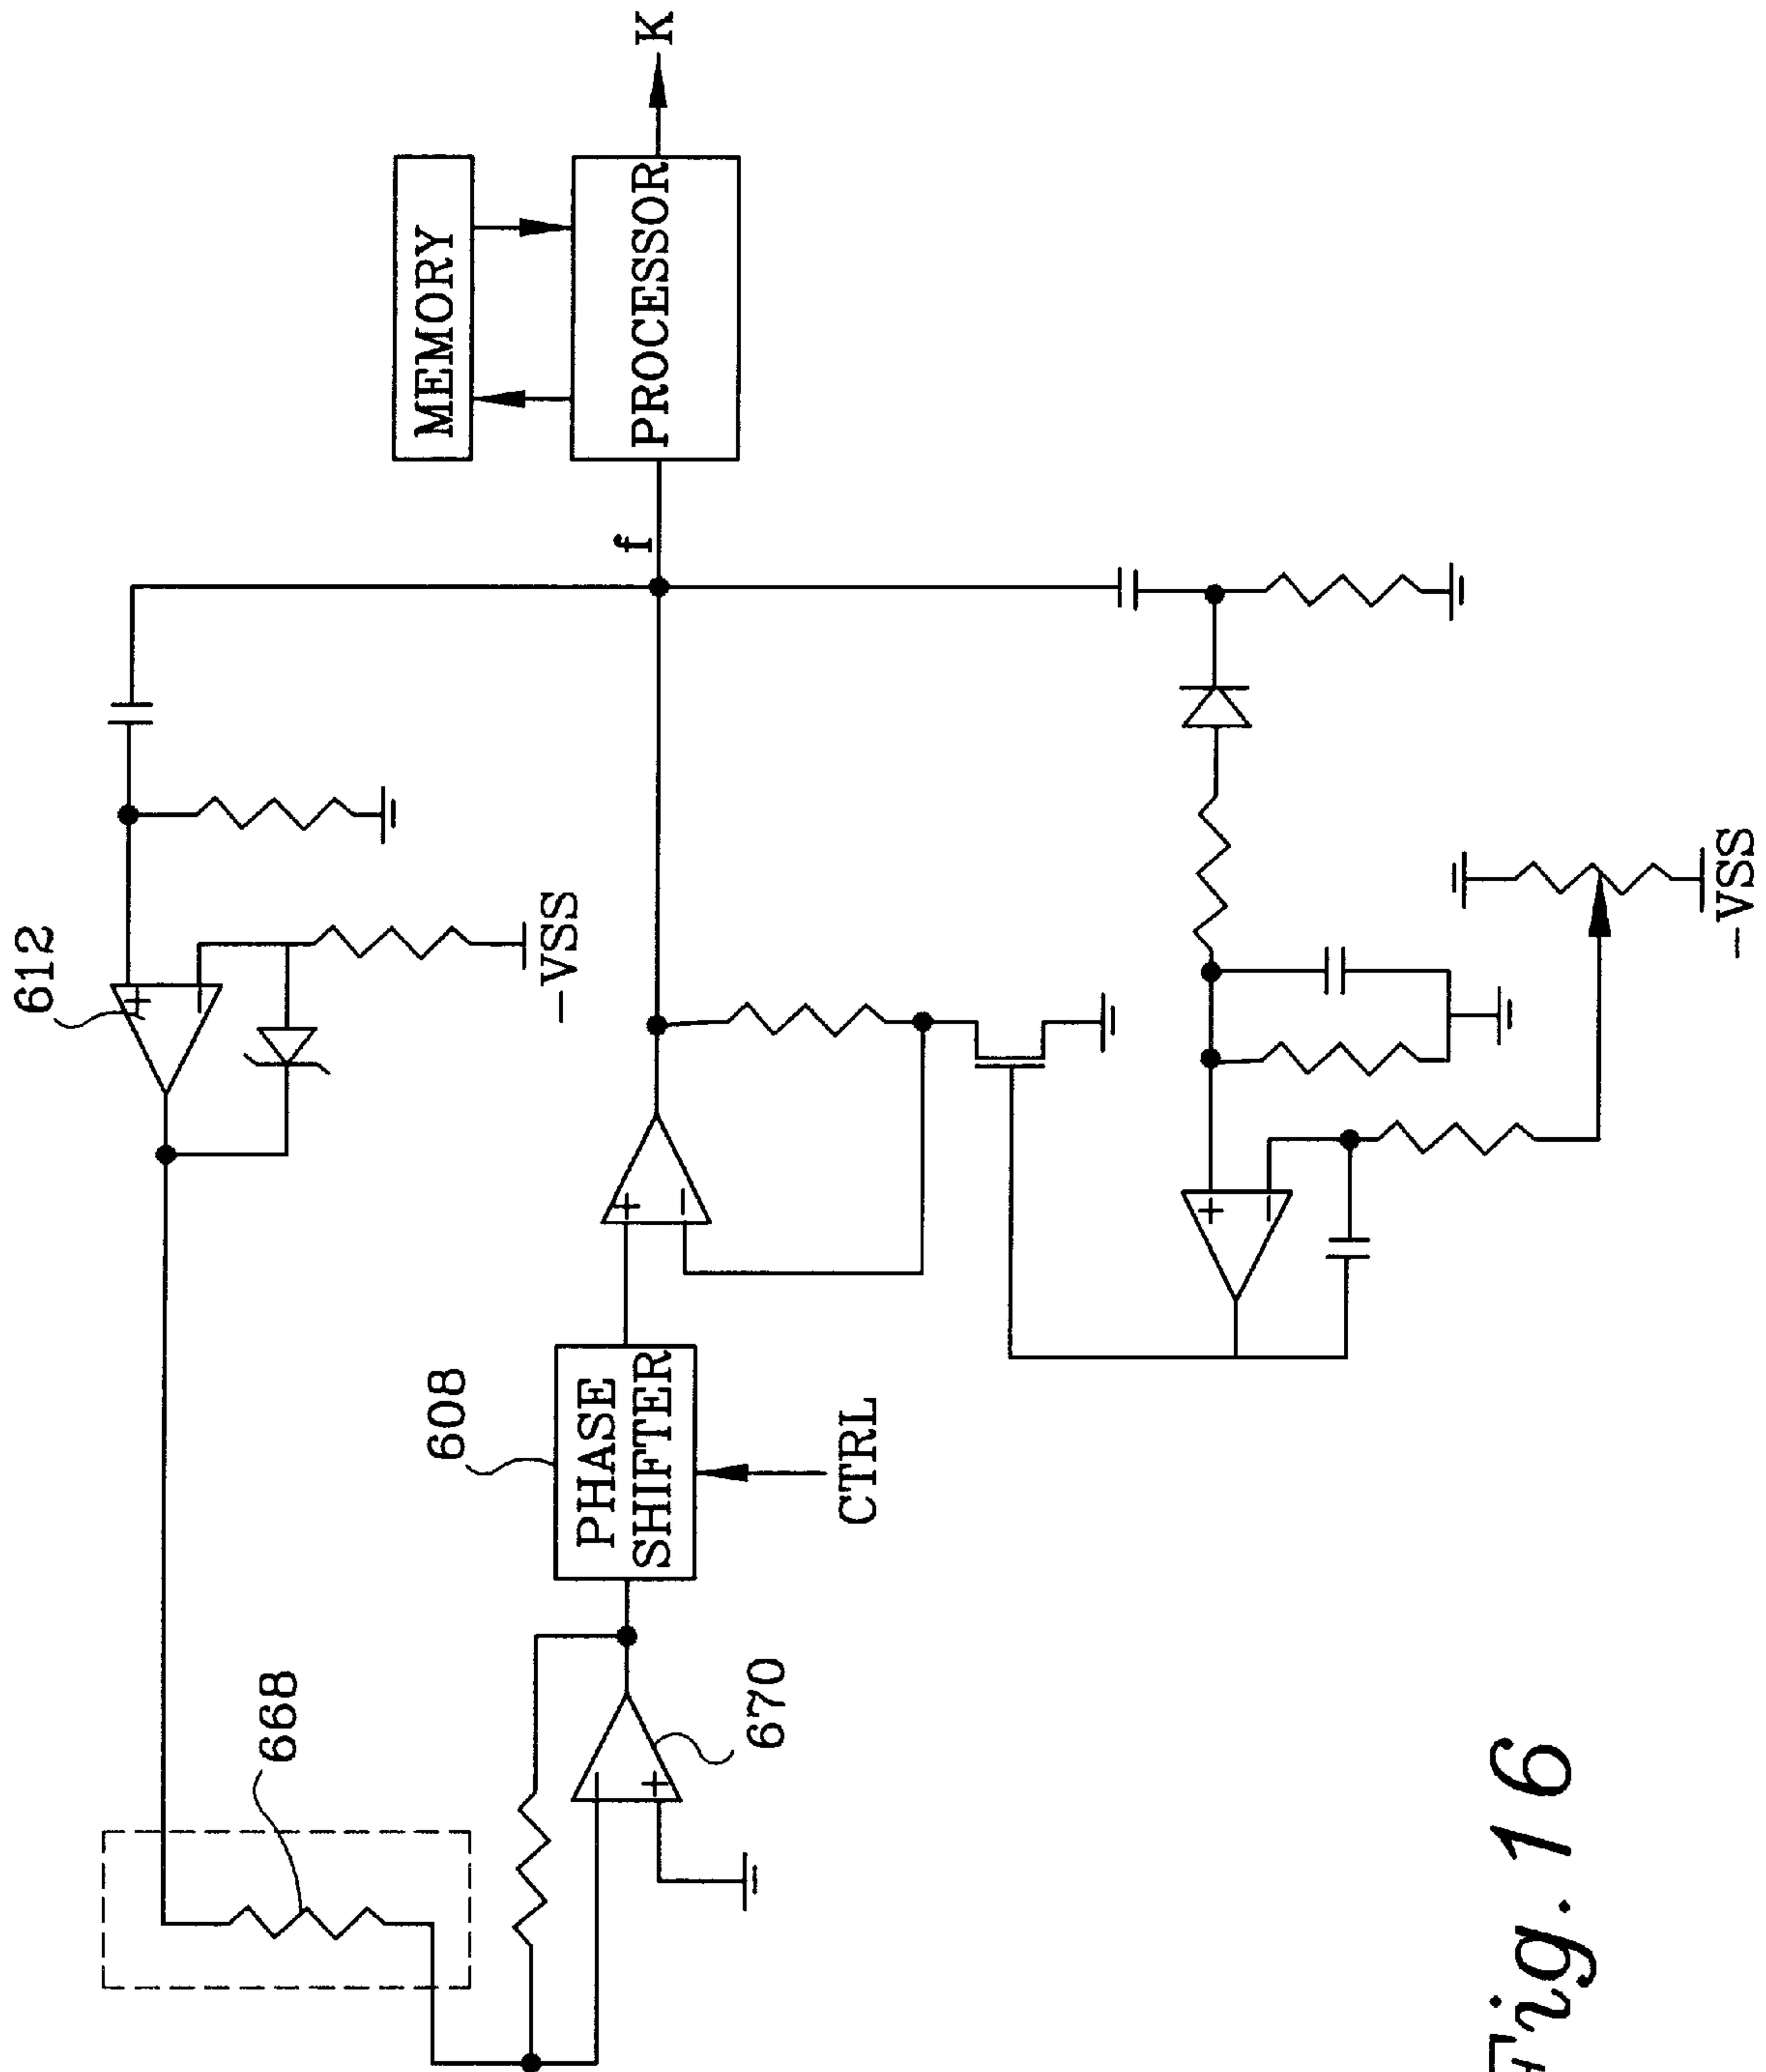 612
-VSS
668
608
PHASE
SHIFTER
CTRL
670
+
−
−
+
+
−
+
−
f
MEMORY
PROCESSOR
K
-VSS
Fig. 16